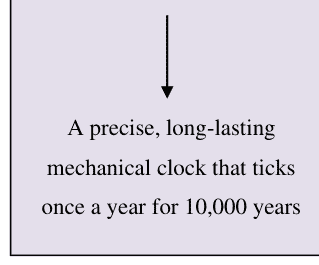 A precise, long-lasting
mechanical clock that ticks
once a year for 10,000 years